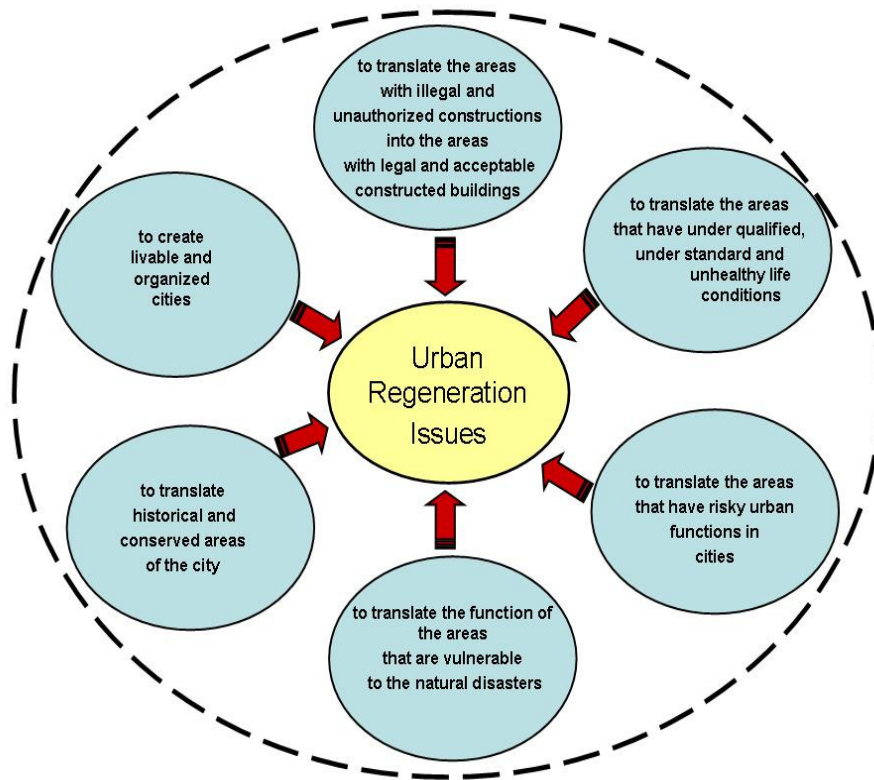 to translate the areas
with illegal and
unauthorized constructions
into the areas
with legal and acceptable
constructed buildings
to translate the areas
that have under qualified,
under standard and
unhealthy life
conditions
to create
livable and
organized
cities
Urban
Regeneration
Issues
to translate
historical and
conserved areas
of the city
to translate the areas
that have risky urban
functions in
cities
to translate the function of
the areas
that are vulnerable
to the natural disasters